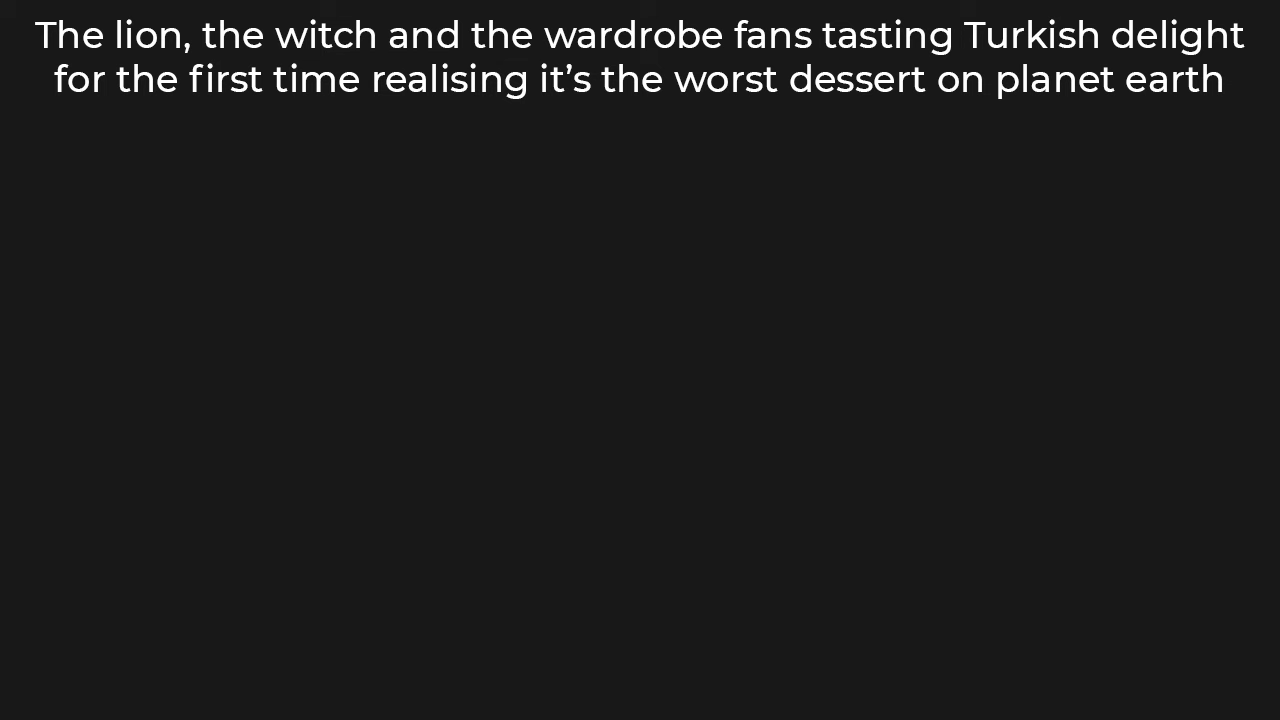 The lion, the witch and the wardrobe fans tasting Turkish delight
for the first time realising it’s the worst dessert on planet earth